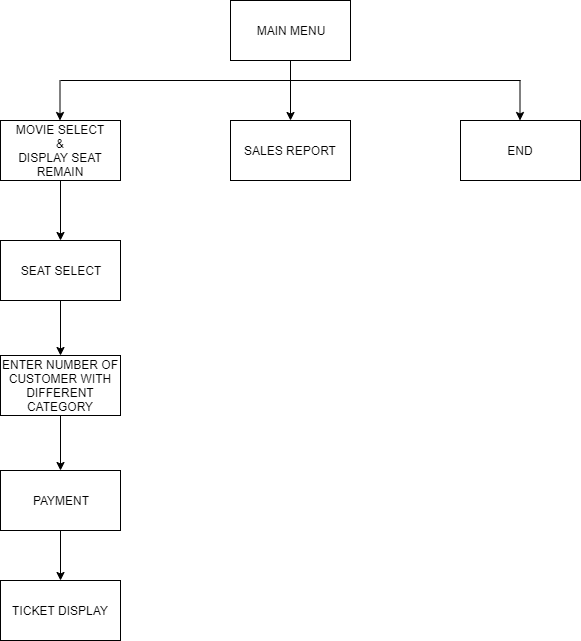 MAIN MENU
MOVIE SELECT
&
DISPLAY SEAT
REMAIN
SALES REPORT
END
SEAT SELECT
ENTER NUMBER OF
CUSTOMER WITH
DIFFERENT
CATEGORY
PAYMENT
TICKET DISPLAY